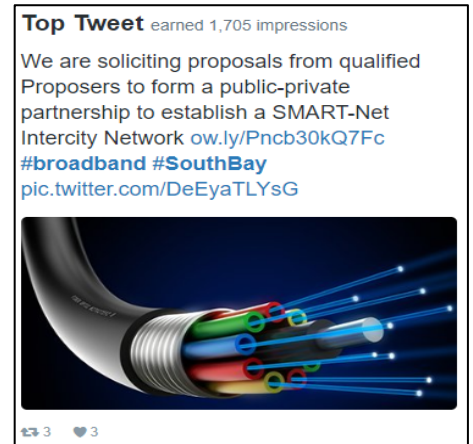 Top Tweet earned 1,705 impressions
We are soliciting proposals from qualified
Proposers to form a public-private
partnership to establish a SMART-Net
Intercity Network ow.ly/Pncb30kQ7Fc
#broadband #SouthBay
pic.twitter.com/DeEyaTLYsG
3 3